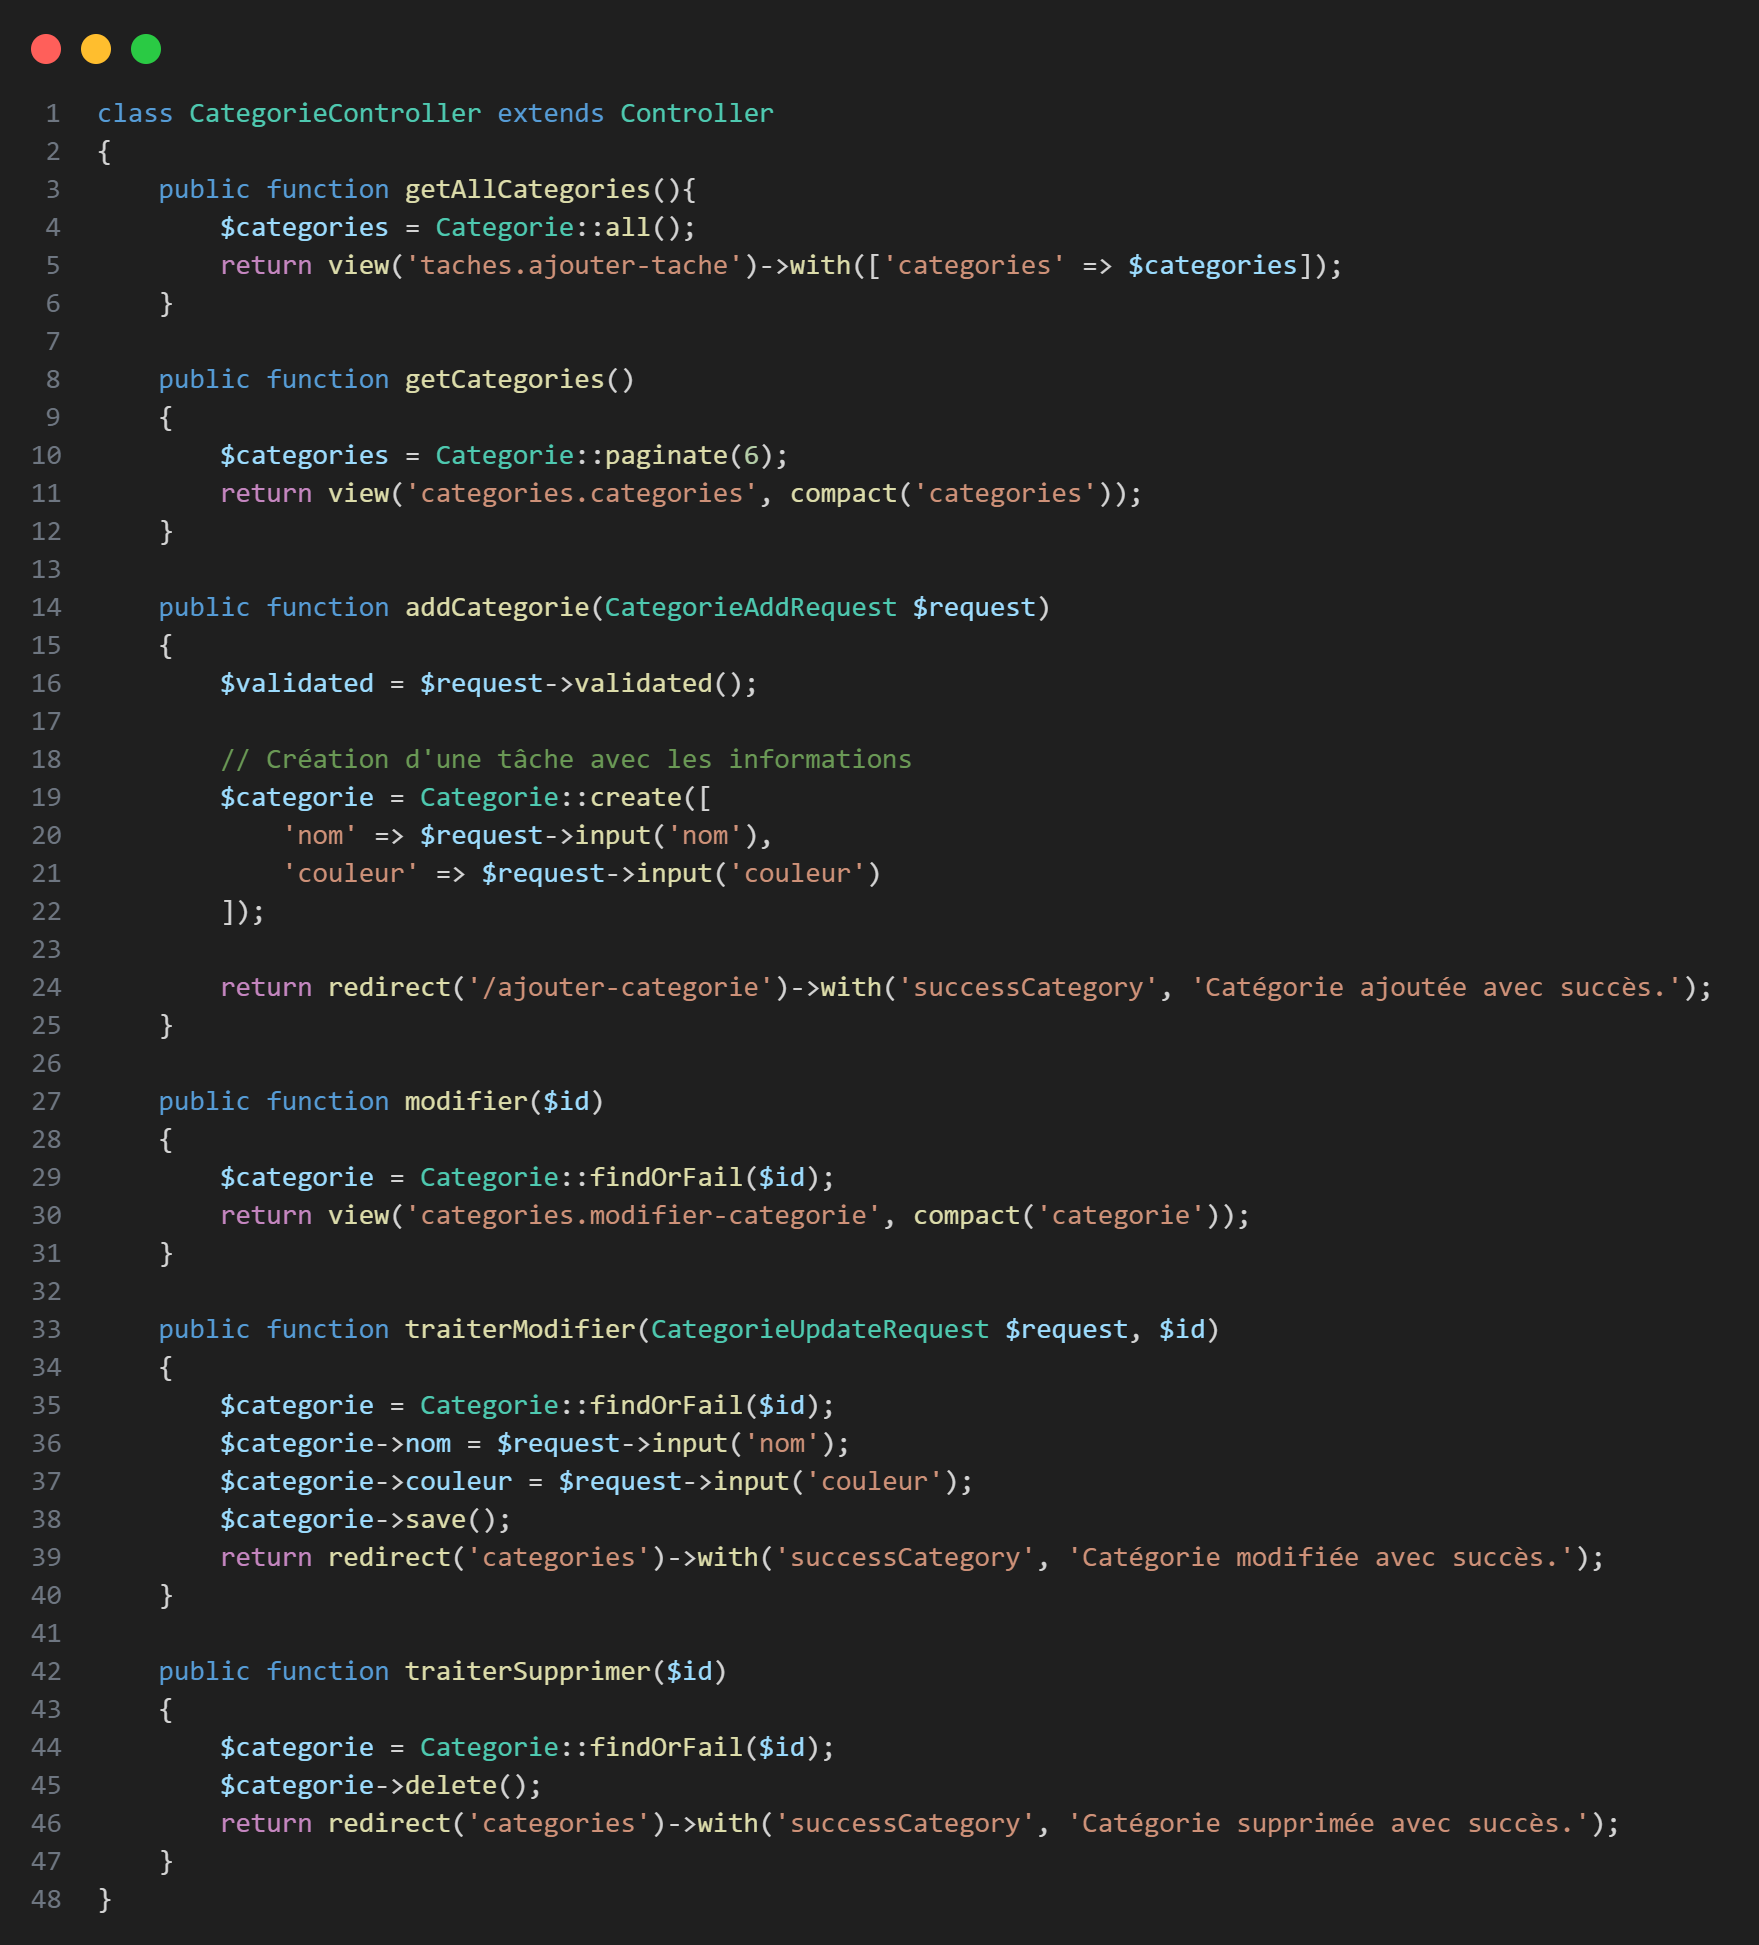 1 class CategorieController extends Controller
2 {
3     public function getAllCategories(){
4         $categories = Categorie::all();
5         return view('taches.ajouter-tache')->with(['categories' => $categories]);
6     }
7
8     public function getCategories()
9     {
10         $categories = Categorie::paginate(6);
11         return view('categories.categories', compact('categories'));
12     }
13
14     public function addCategorie(CategorieAddRequest $request)
15     {
16         $validated = $request->validated();
17
18         // Création d'une tâche avec les informations
19         $categorie = Categorie::create([
20             'nom' => $request->input('nom'),
21             'couleur' => $request->input('couleur')
22         ]);
23
24         return redirect('/ajouter-categorie')->with('successCategory', 'Catégorie ajoutée avec succès.');
25     }
26
27     public function modifier($id)
28     {
29         $categorie = Categorie::findOrFail($id);
30         return view('categories.modifier-categorie', compact('categorie'));
31     }
32
33     public function traiterModifier(CategorieUpdateRequest $request, $id)
34     {
35         $categorie = Categorie::findOrFail($id);
36         $categorie->nom = $request->input('nom');
37         $categorie->couleur = $request->input('couleur');
38         $categorie->save();
39         return redirect('categories')->with('successCategory', 'Catégorie modifiée avec succès.');
40     }
41
42     public function traiterSupprimer($id)
43     {
44         $categorie = Categorie::findOrFail($id);
45         $categorie->delete();
46         return redirect('categories')->with('successCategory', 'Catégorie supprimée avec succès.');
47     }
48 }